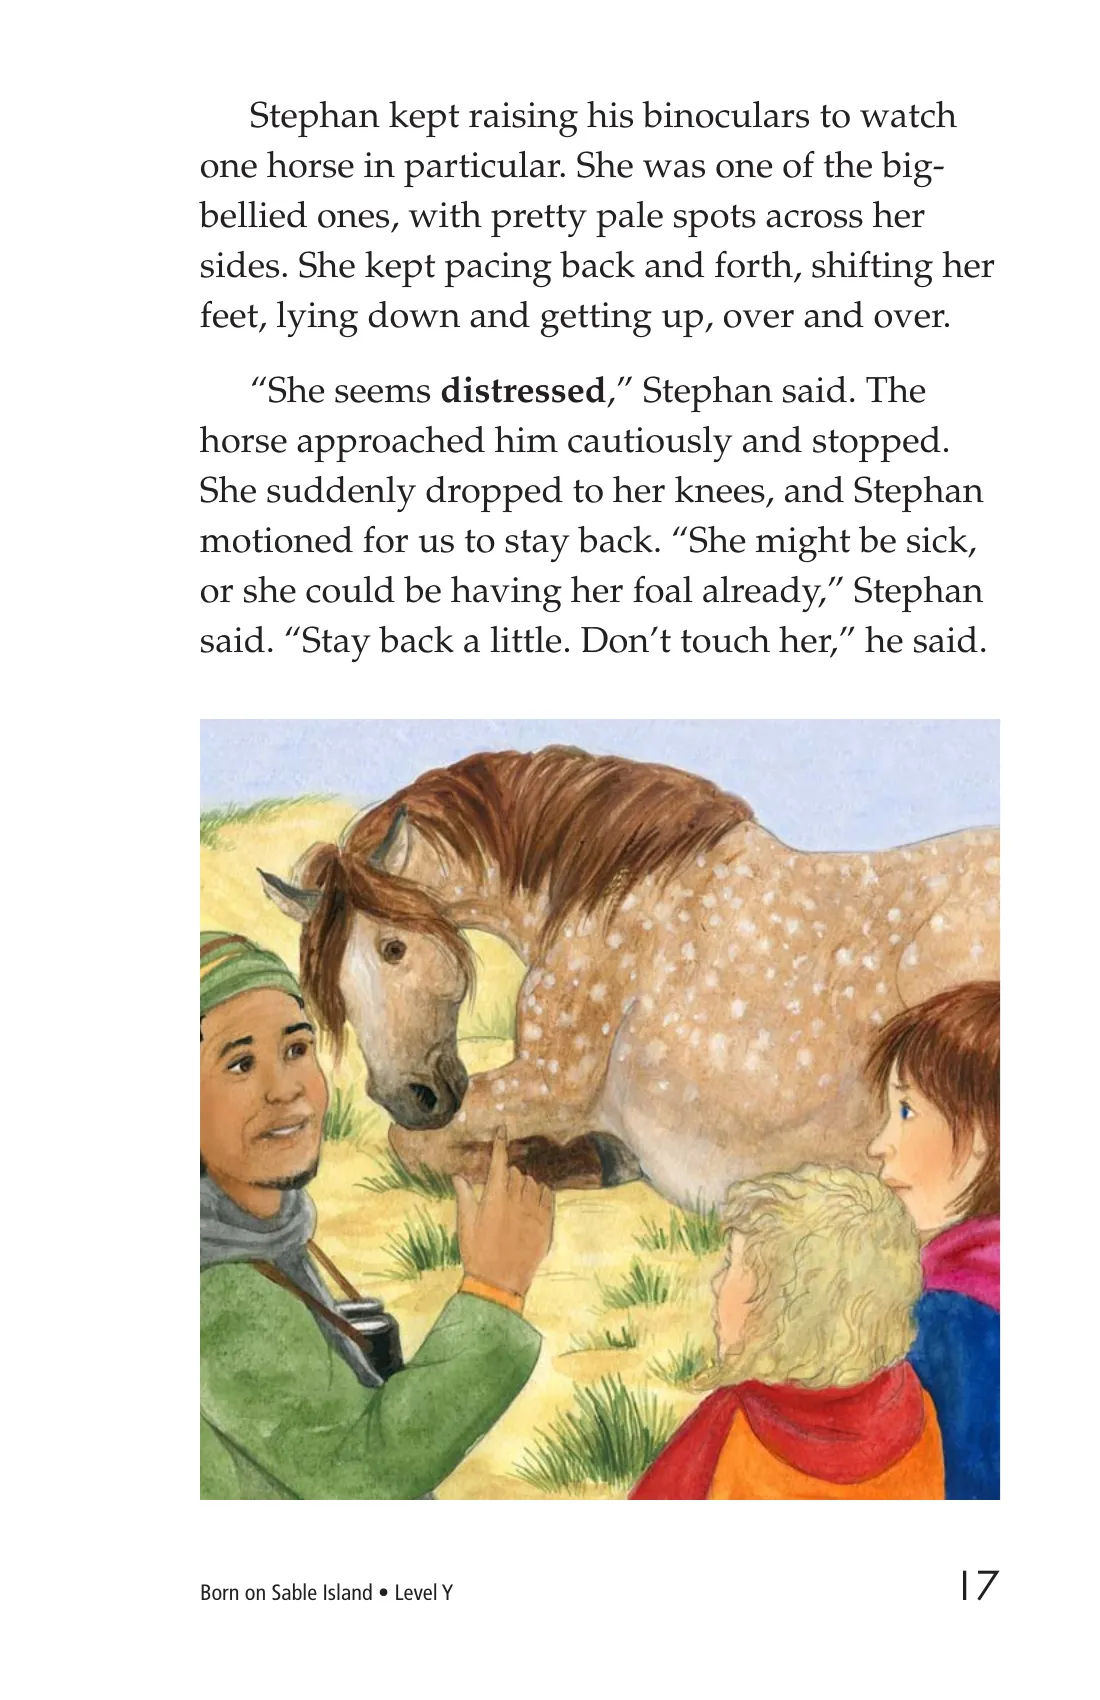 Stephan kept raising his binoculars to watch
one horse in particular. She was one of the big-
bellied ones, with pretty pale spots across her
sides. She kept pacing back and forth, shifting her
feet, lying down and getting up, over and over.
“She seems distressed,” Stephan said. The
horse approached him cautiously and stopped.
She suddenly dropped to her knees, and Stephan
motioned for us to stay back. “She might be sick,
or she could be having her foal already,” Stephan
said. “Stay back a little. Don’t touch her,” he said.
Born on Sable Island • Level Y
17